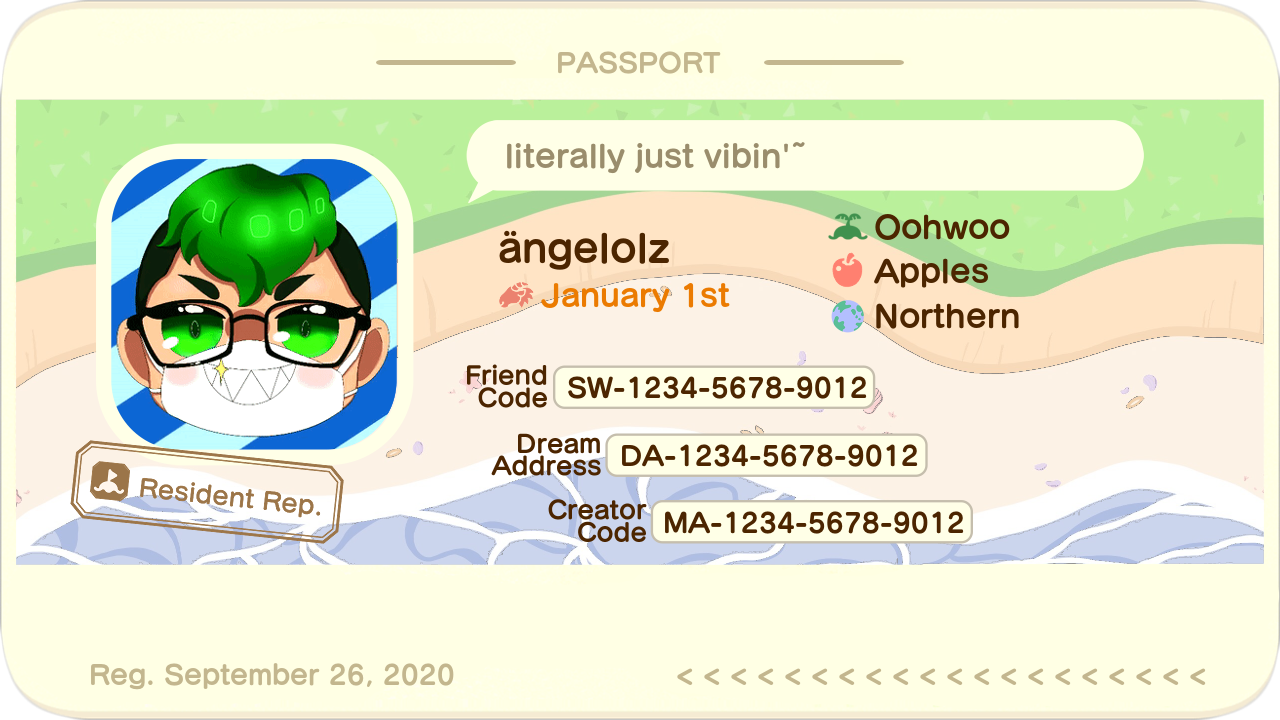 PASSPORT
literally just vibin'~
ängelolz
January 1st
Oohwoo
Apples
Northern
Friend
Code
SW-1234-5678-9012
Dream
Address
DA-1234-5678-9012
Creator
Code
MA-1234-5678-9012
Resident Rep.
Reg. September 26, 2020
< < < < < < < < < < < < < < < < < < < <